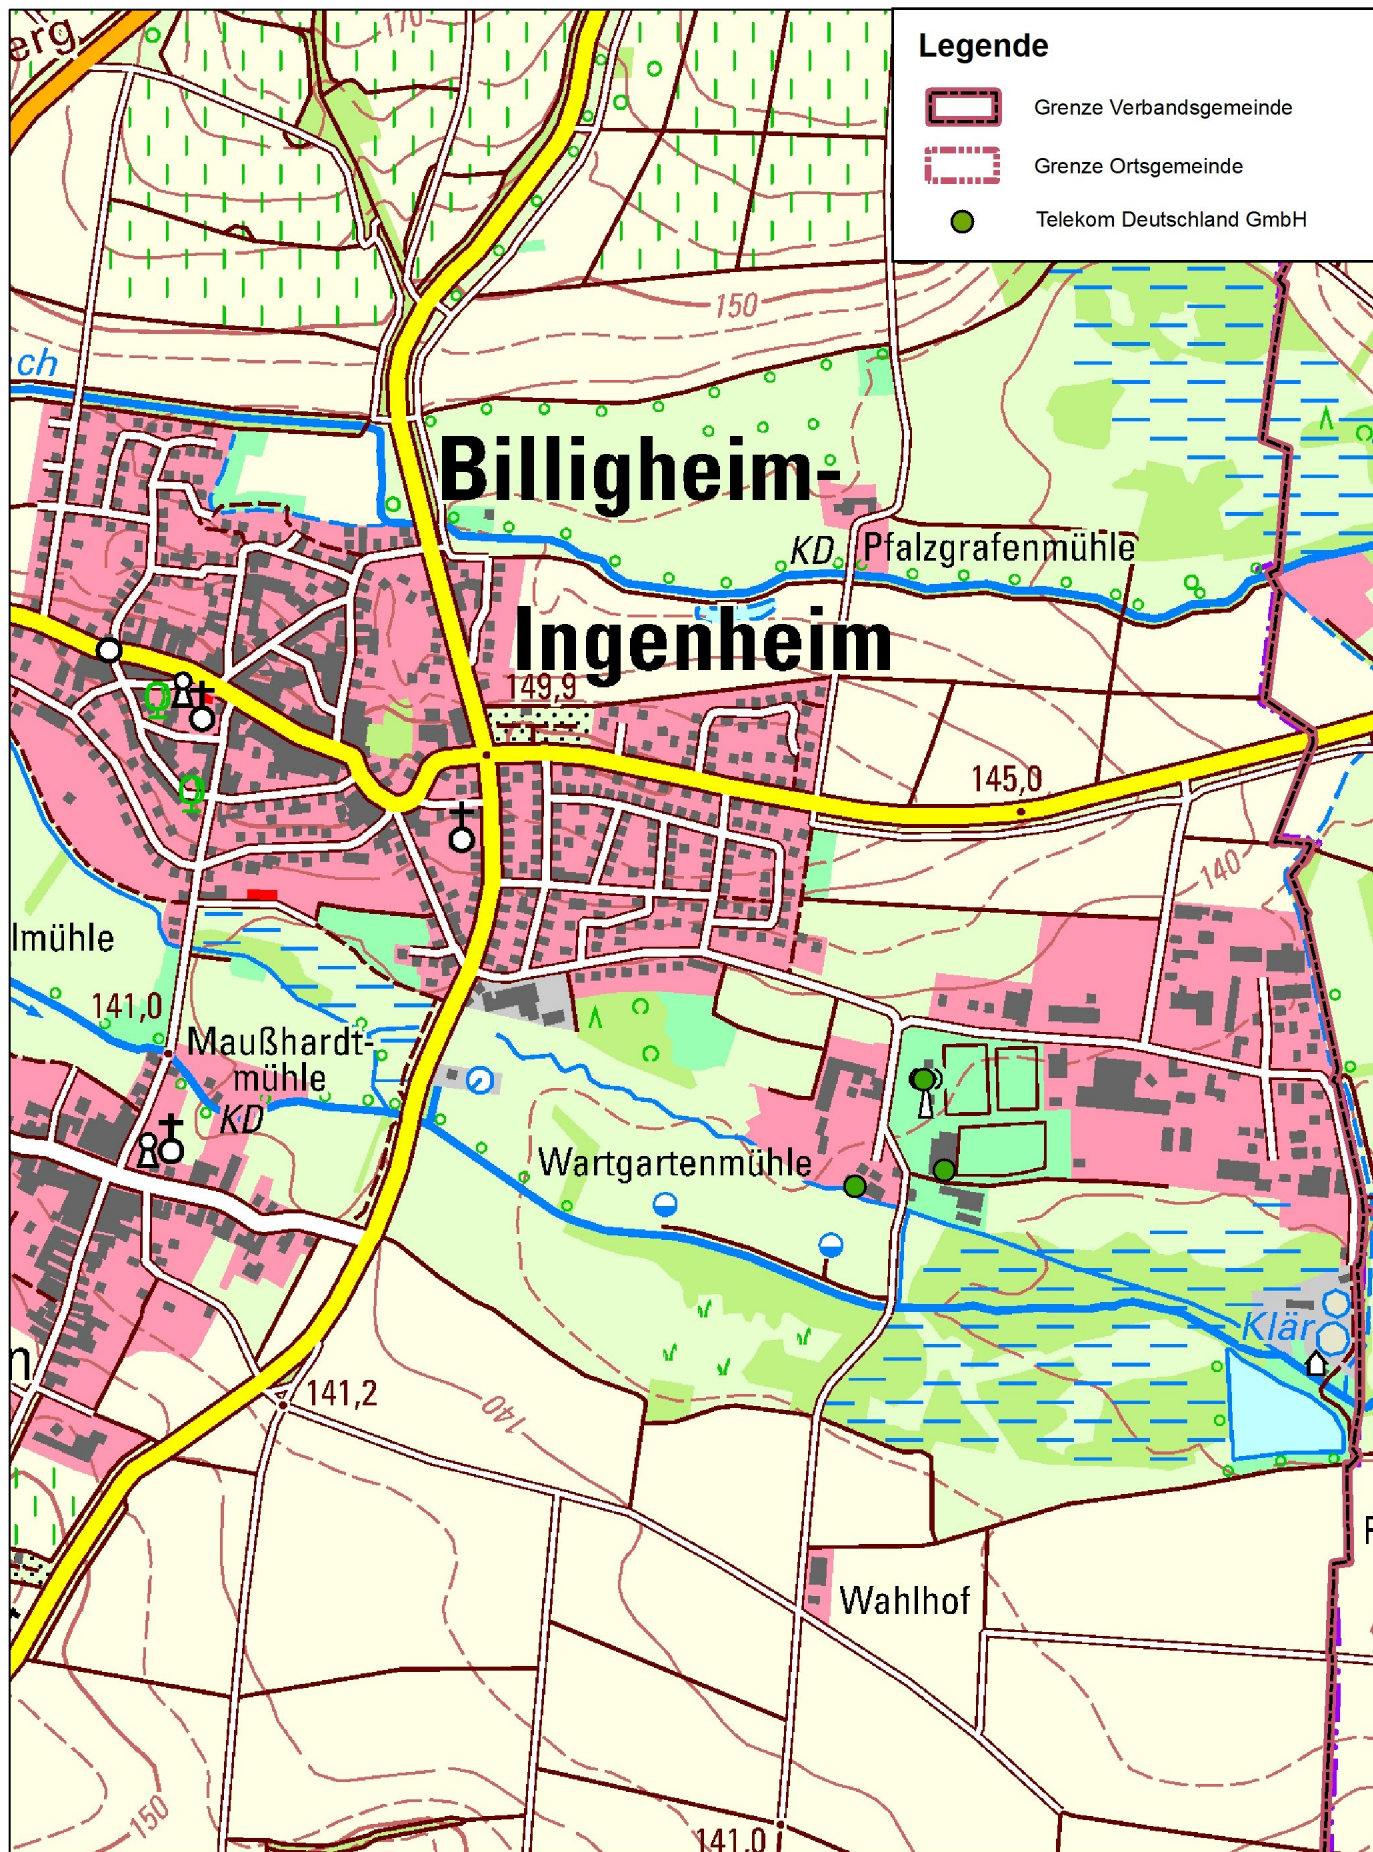 erg
170
Legende
Grenze Verbandsgemeinde
Grenze Ortsgemeinde
Telekom Deutschland GmbH
150
ch
Billigheim-
KD
Pfalzgrafenmühle
Ingenheim
149,9
145,0
140
lmühle
141,0
Maußhardt-
mühle
KD
Wartgartenmühle
Klär
n
141,2
140
Wahlhof
150
141,0